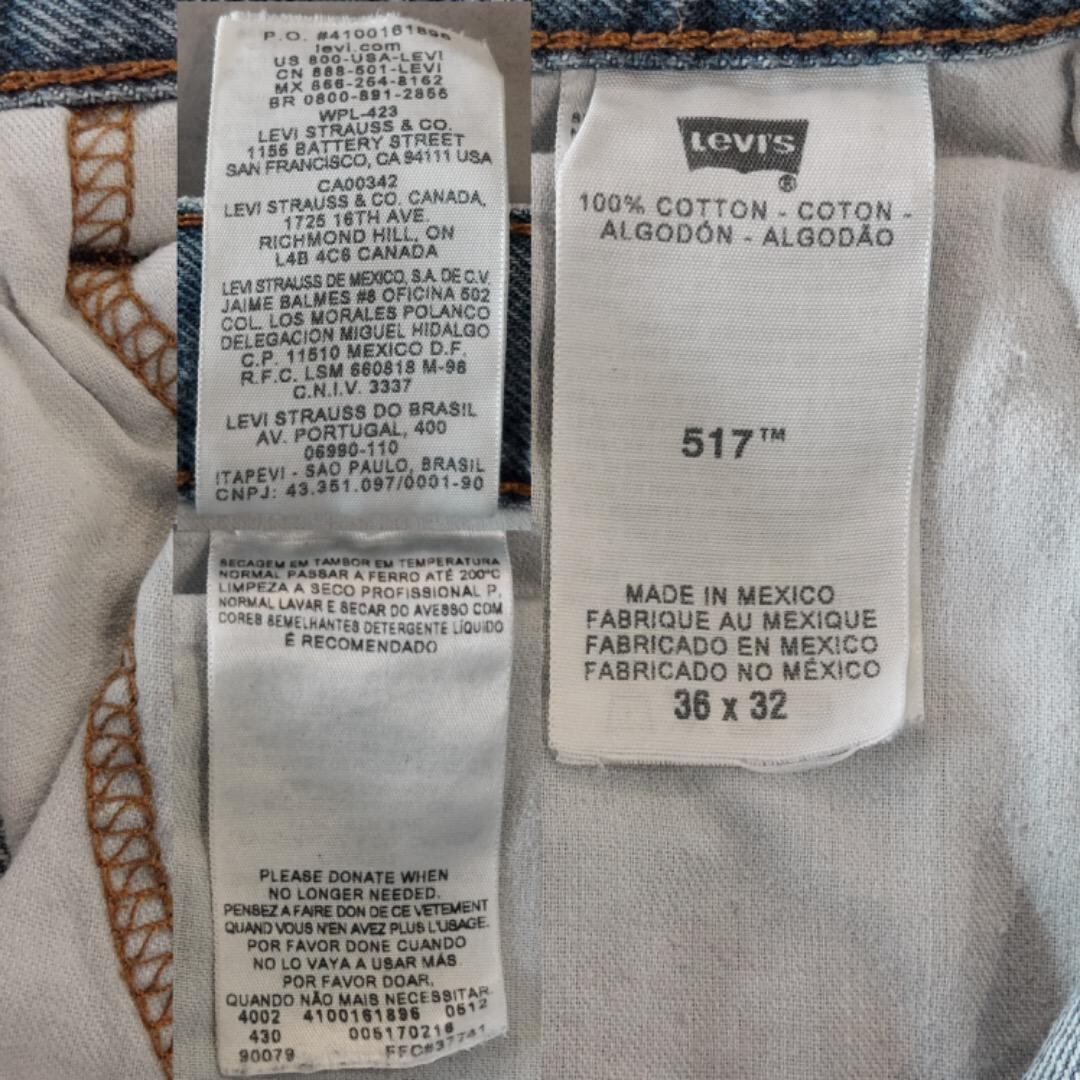 P.O. #4100161896
levi.com
US 800-USA-LEVI
CN 888-501-LEVI
MX 866-264-8162
BR 0800-891-2855
WPL-423
LEVI STRAUSS & CO.
1155 BATTERY STREET
SAN FRANCISCO, CA 94111 USA
CA00342
LEVI STRAUSS & CO. CANADA,
1725 16TH AVE.
RICHMOND HILL, ON
L4B 4C6 CANADA
LEVI STRAUSS DE MEXICO, S.A. DE C.V.
JAIME BALMES #8 OFICINA 502
COL. LOS MORALES POLANCO
DELEGACION MIGUEL HIDALGO
C.P. 11510 MEXICO D.F.
R.F.C. LSM 660818 M-96
C.N.I.V. 3337
LEVI STRAUSS DO BRASIL
AV. PORTUGAL, 400
06990-110
ITAPEVI - SAO PAULO, BRASIL
CNPJ: 43.351.097/0001-90
SECAGEM EM TAMBOR EM TEMPERATURA
NORMAL PASSAR A FERRO ATÉ 200°C
LIMPEZA A SECO PROFISSIONAL P,
NORMAL LAVAR E SECAR DO AVESSO COM
CORES SEMELHANTES DETERGENTE LÍQUIDO
É RECOMENDADO
PLEASE DONATE WHEN
NO LONGER NEEDED.
PENSEZ A FAIRE DON DE CE VETEMENT
QUAND VOUS N'EN AVEZ PLUS L'USAGE.
POR FAVOR DONE CUANDO
NO LO VAYA A USAR MÁS
POR FAVOR DOAR,
QUANDO NÃO MAIS NECESSITAR.
4002 4100161896 0512
430 005170216
90079 FFC#37741
LEVI'S
®
100% COTTON - COTON -
ALGODÓN - ALGODÃO
517™
MADE IN MEXICO
FABRIQUE AU MEXIQUE
FABRICADO EN MEXICO
FABRICADO NO MÉXICO
36 x 32